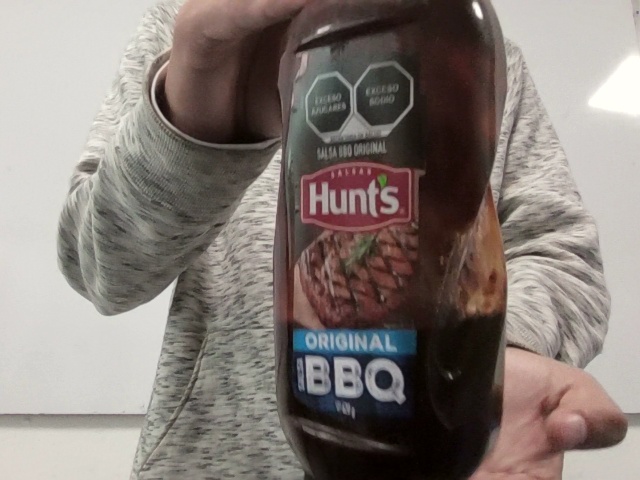 EXCESO
AZÚCARES
EXCESO
SODIO
SALSA BBQ ORIGINAL
SALSAS
Hunt's
ORIGINAL
BBQ